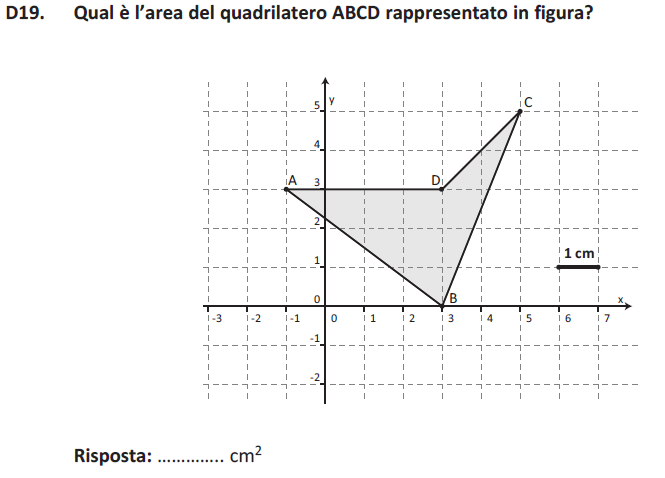 D19. Qual è l’area del quadrilatero ABCD rappresentato in figura?
y
C
5
4
A 3 D
2
1 1 cm
0 B x
-3 -2 -1 0 1 2 3 4 5 6 7
-1
-2
Risposta: ………….. cm²